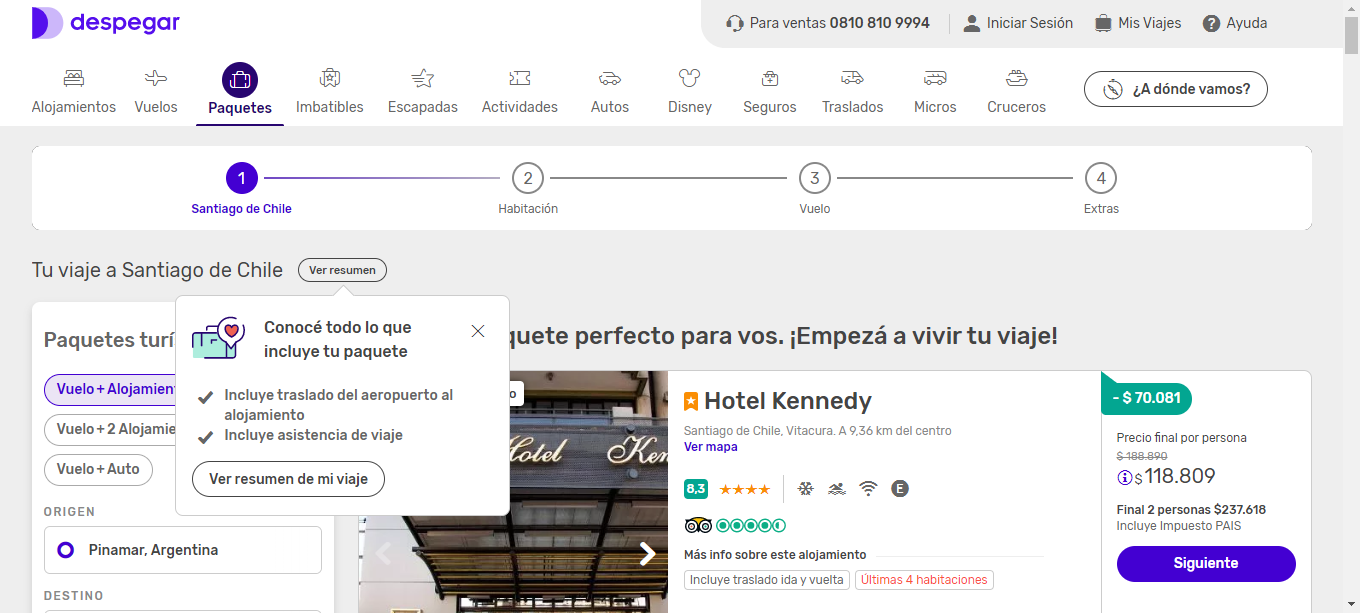 despegar
Para ventas 0810 810 9994
Iniciar Sesión
Mis Viajes
Ayuda
Alojamientos
Vuelos
Paquetes
Imbatibles
Escapadas
Actividades
Autos
Disney
Seguros
Traslados
Micros
Cruceros
¿A dónde vamos?
1
2
3
4
Santiago de Chile
Habitación
Vuelo
Extras
Tu viaje a Santiago de Chile
Ver resumen
Conocé todo lo que
incluye tu paquete
Incluye traslado del aeropuerto al
alojamiento
Incluye asistencia de viaje
Ver resumen de mi viaje
Paquetes turí
Vuelo + Alojamien
Vuelo + 2 Alojamie
Vuelo + Auto
ORIGEN
Pinamar, Argentina
DESTINO
quete perfecto para vos. ¡Empezá a vivir tu viaje!
o
Hotel
Ken
Hotel Kennedy
Santiago de Chile, Vitacura. A 9,36 km del centro
Ver mapa
8,3
E
Más info sobre este alojamiento
Incluye traslado ida y vuelta
Últimas 4 habitaciones
- $ 70.081
Precio final por persona
$ 188.890
$ 118.809
Final 2 personas $237.618
Incluye Impuesto PAIS
Siguiente